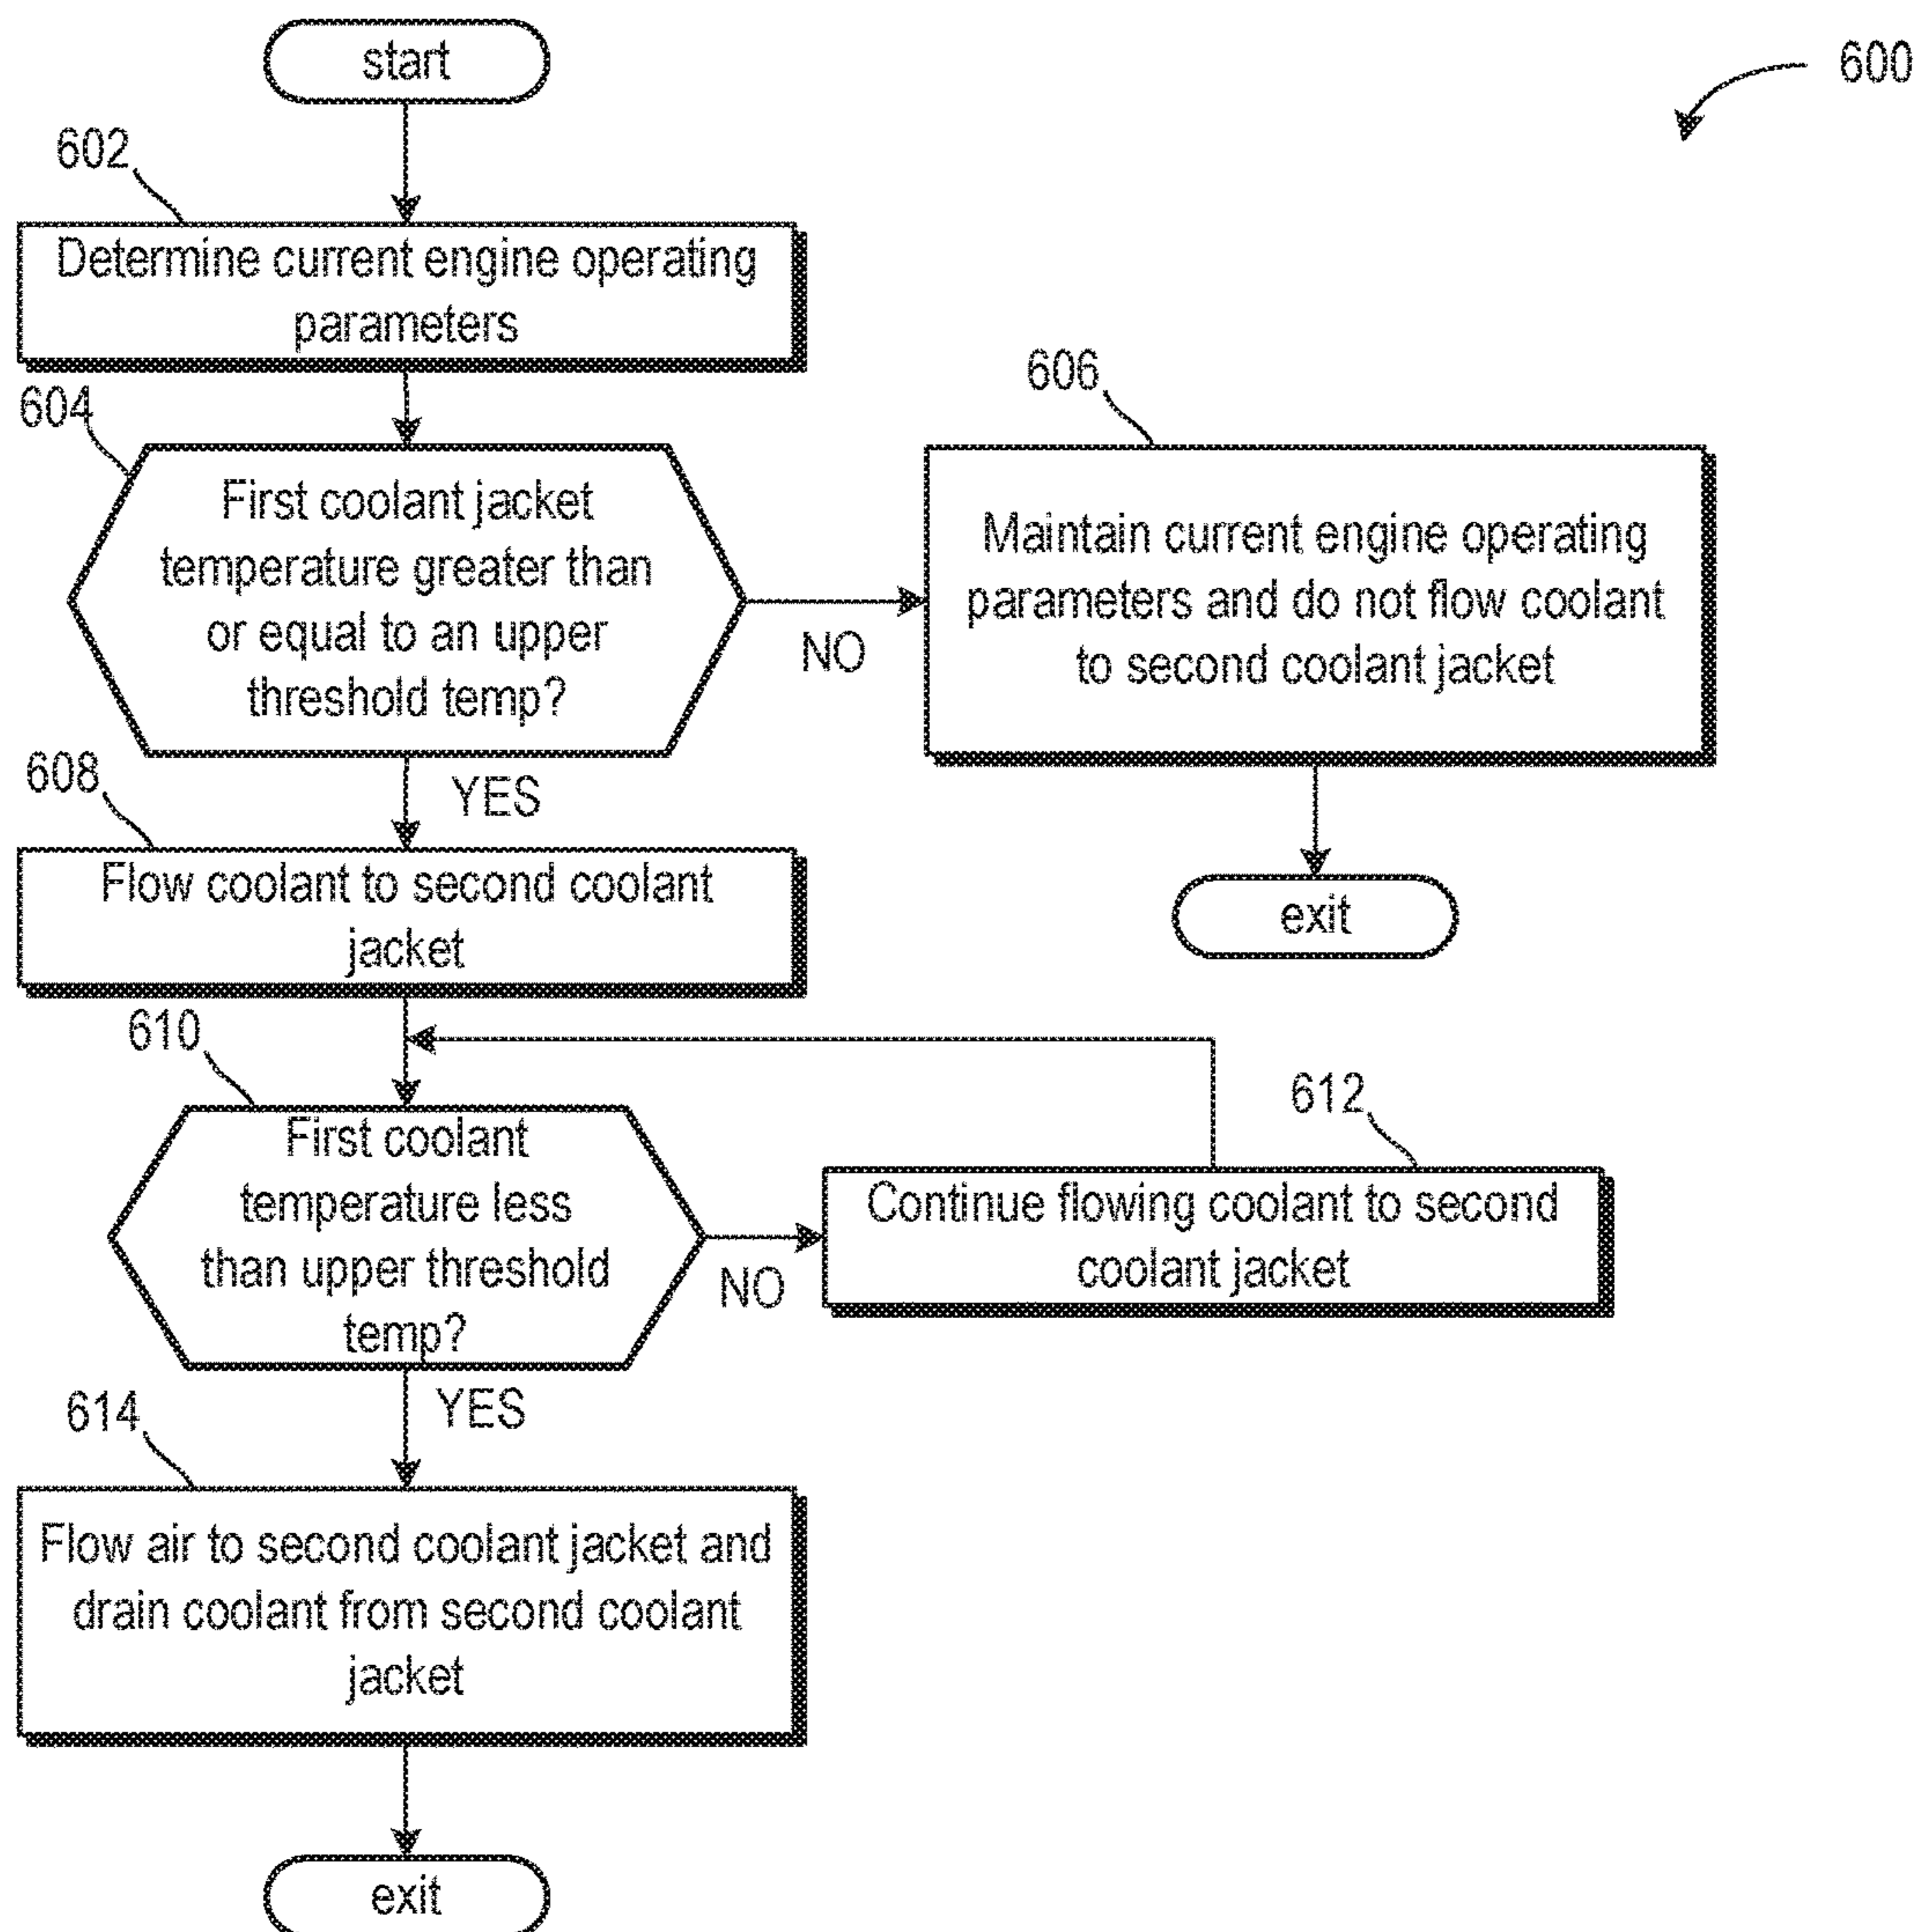 start
600
602
Determine current engine operating
parameters
604
First coolant jacket
temperature greater than
or equal to an upper
threshold temp?
NO
606
Maintain current engine operating
parameters and do not flow coolant
to second coolant jacket
exit
YES
608
Flow coolant to second coolant
jacket
610
First coolant
temperature less
than upper threshold
temp?
NO
612
Continue flowing coolant to second
coolant jacket
YES
614
Flow air to second coolant jacket and
drain coolant from second coolant
jacket
exit